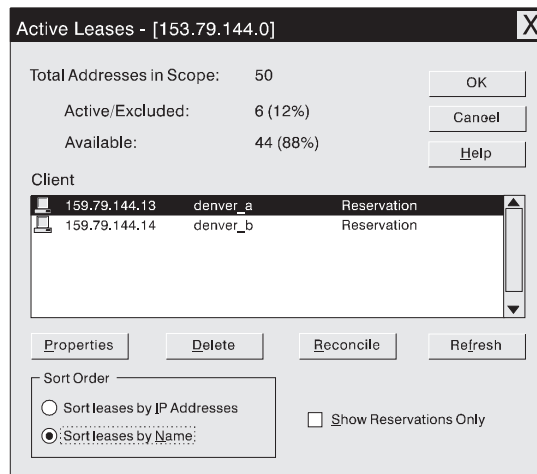 Active Leases - [153.79.144.0] X
Total Addresses in Scope: 50
Active/Excluded: 6 (12%)
Available: 44 (88%)
OK
Cancel
Help
Client
159.79.144.13 denver_a Reservation
159.79.144.14 denver_b Reservation
Properties Delete Reconcile Refresh
Sort Order
Sort leases by IP Addresses
Sort leases by Name
Show Reservations Only